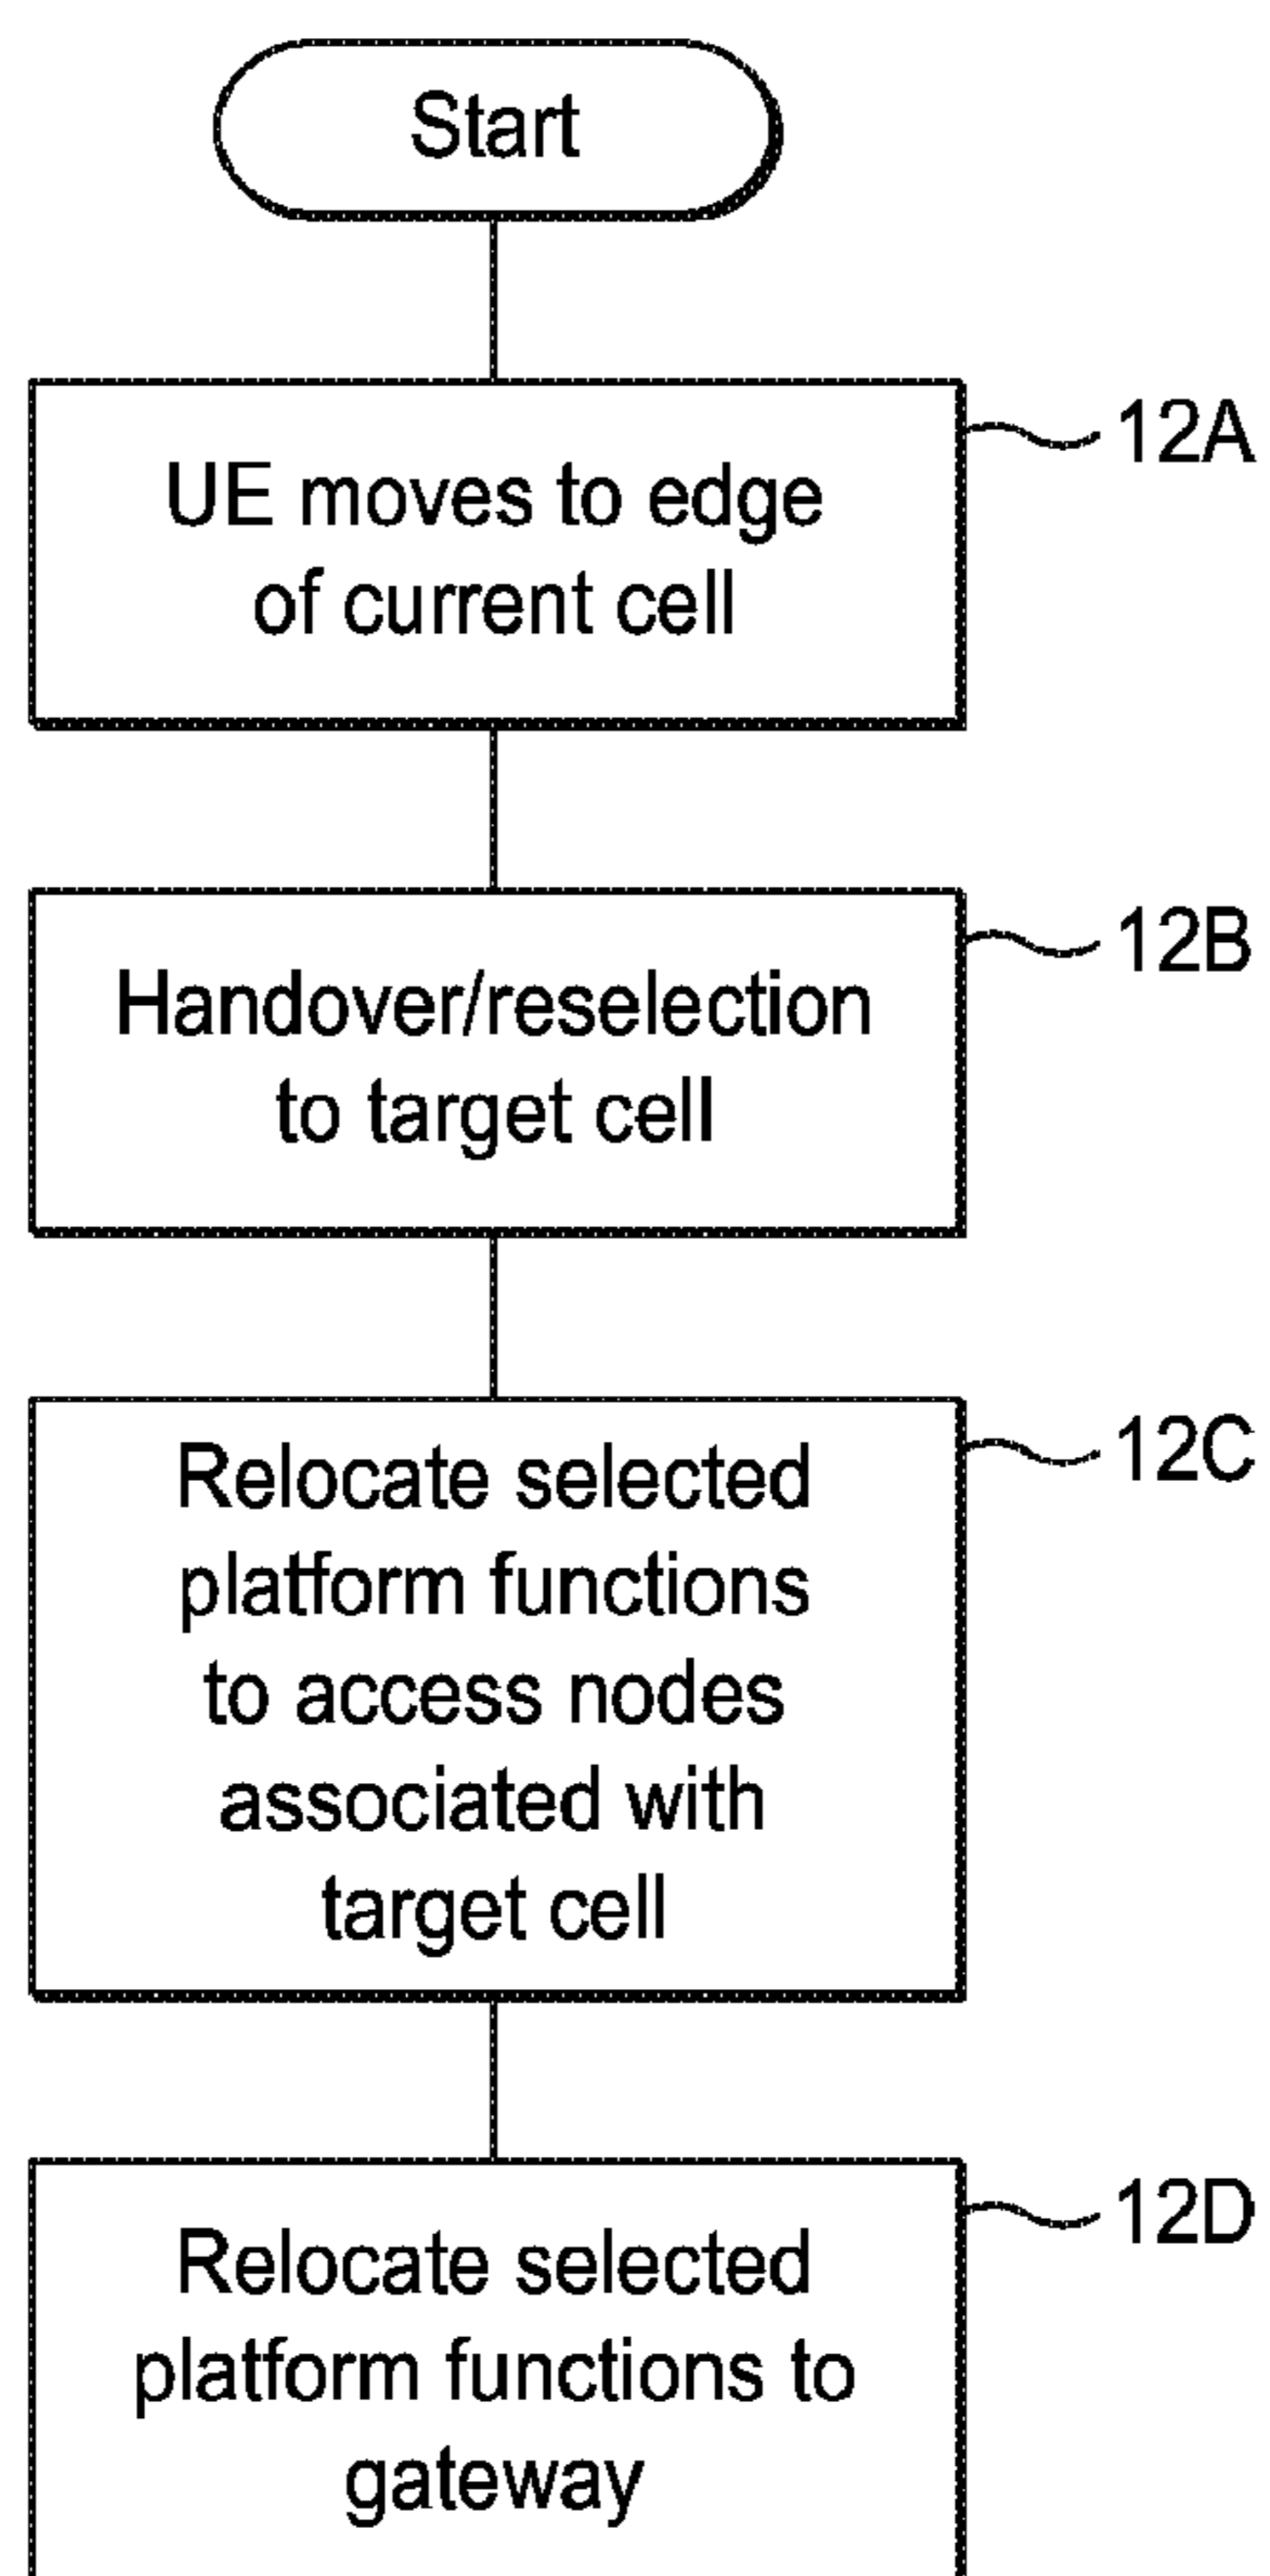 Start
UE moves to edge
of current cell
12A
Handover/reselection
to target cell
12B
Relocate selected
platform functions
to access nodes
associated with
target cell
12C
Relocate selected
platform functions to
gateway
12D